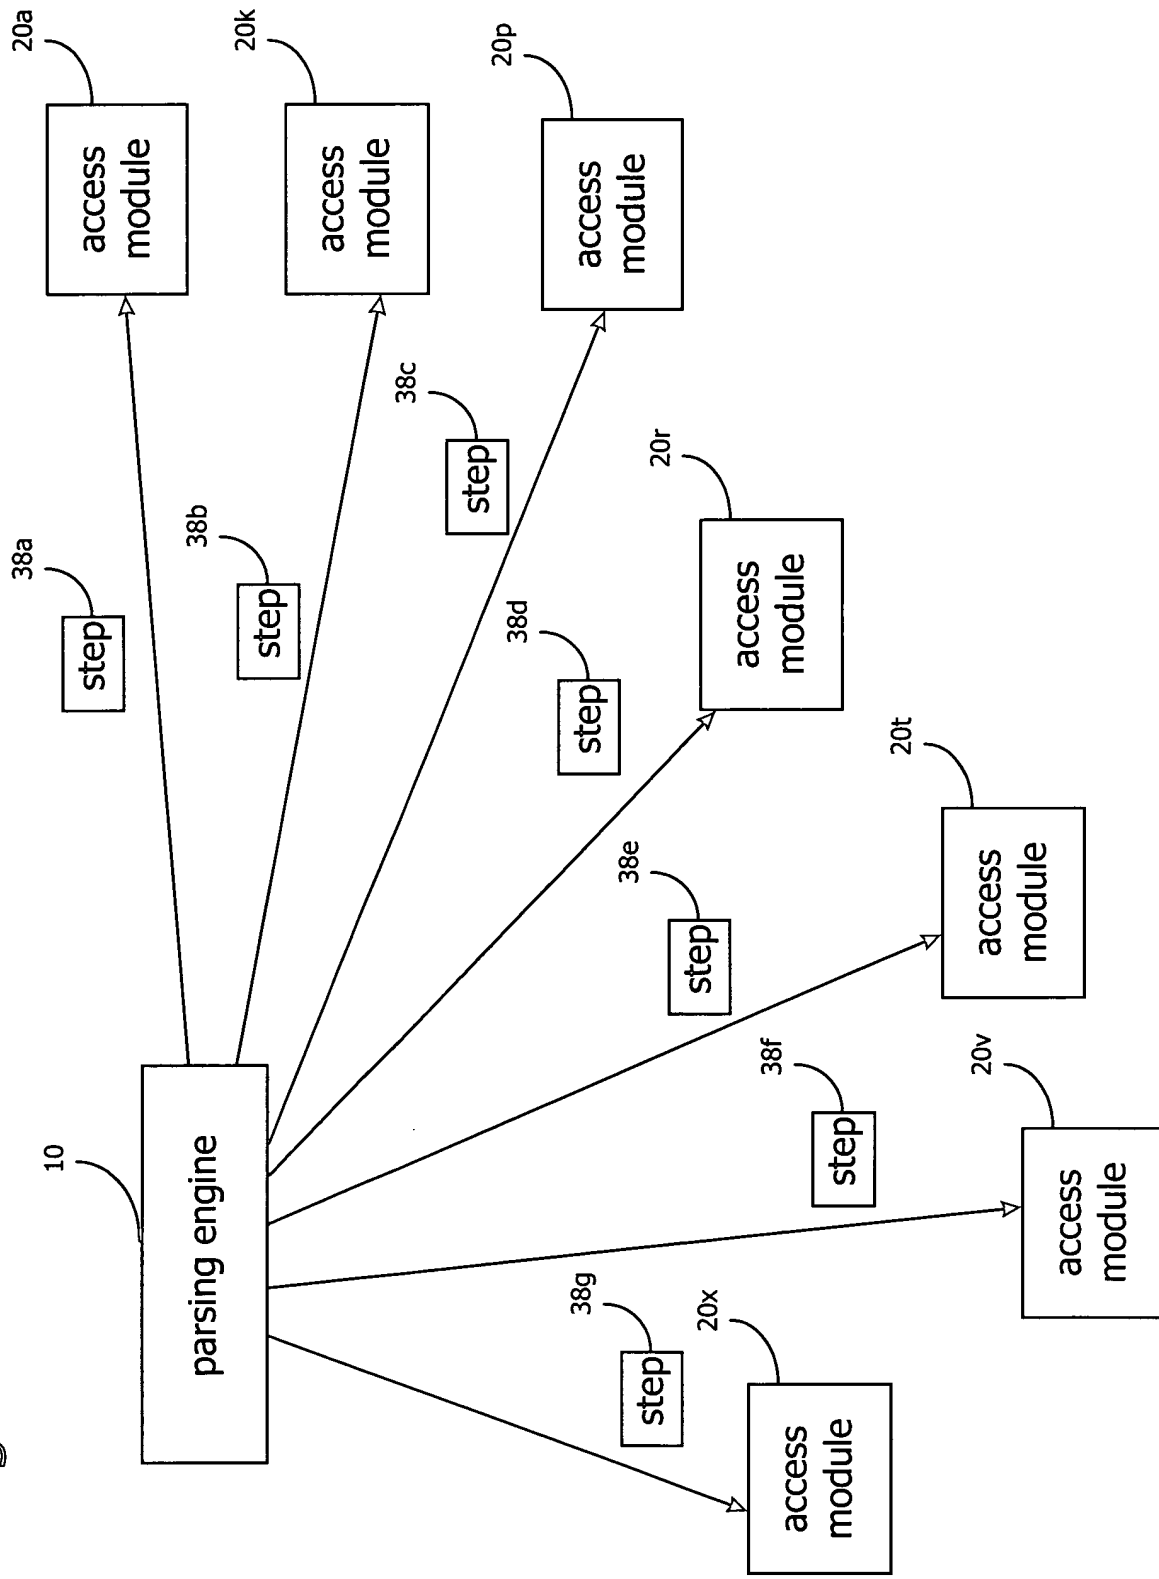 38a
20a
10
step
access
module
parsing engine
38b
20k
step
access
module
38c
step
20p
access
module
38d
step
38g
step
38e
step
20r
access
module
20x
access
module
38f
step
20t
access
module
20v
access
module